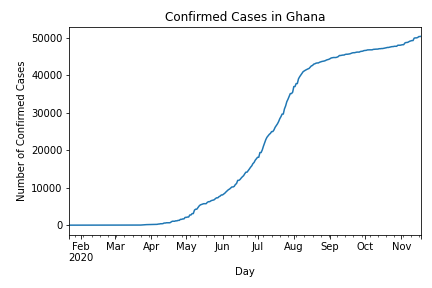 Confirmed Cases in Ghana
Number of Confirmed Cases
50000
40000
30000
20000
10000
0
Feb Mar Apr May Jun Jul Aug Sep Oct Nov
2020
Day